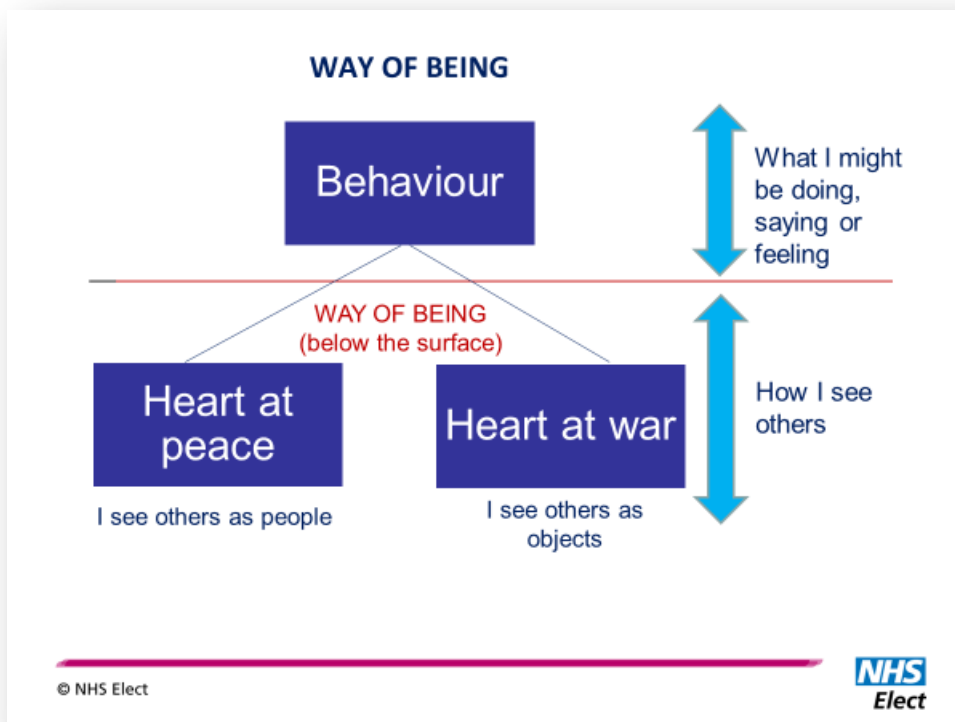 WAY OF BEING
Behaviour
What I might
be doing,
saying or
feeling
WAY OF BEING
(below the surface)
Heart at
peace
Heart at war
How I see
others
I see others as people
I see others as
objects
© NHS Elect
NHS
Elect